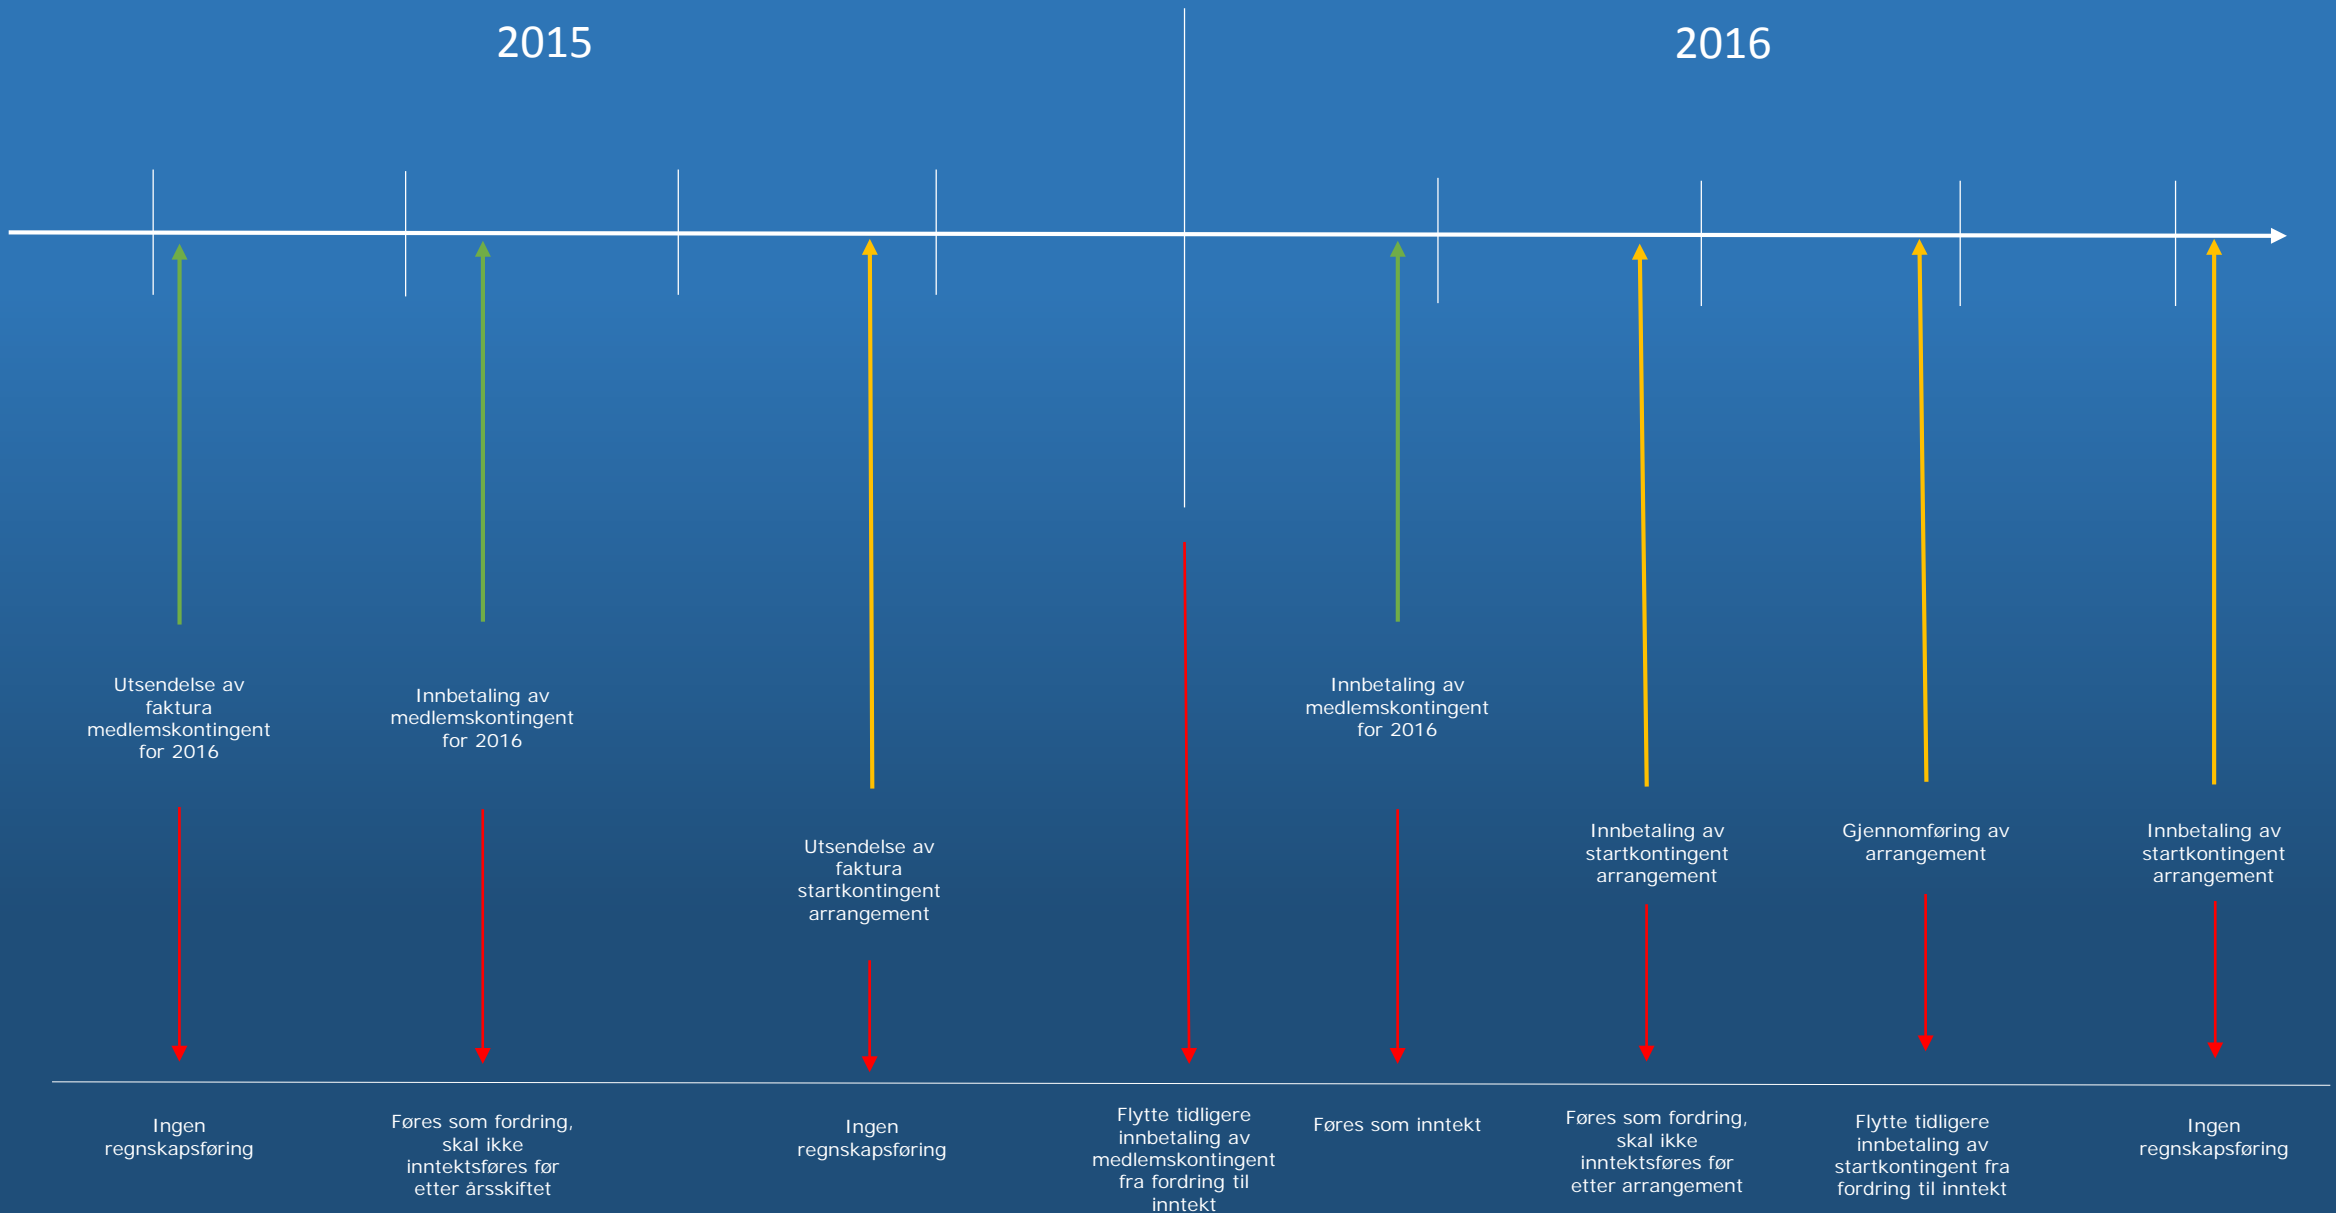 2015
2016
Utsendelse av
faktura
medlemskontingent
for 2016
Innbetaling av
medlemskontingent
for 2016
Utsendelse av
faktura
startkontingent
arrangement
Innbetaling av
medlemskontingent
for 2016
Innbetaling av
startkontingent
arrangement
Gjennomføring av
arrangement
Innbetaling av
startkontingent
arrangement
Ingen
regnskapsføring
Føres som fordring,
skal ikke
inntektsføres før
etter årsskiftet
Ingen
regnskapsføring
Flytte tidligere
innbetaling av
medlemskontingent
fra fordring til
inntekt
Føres som inntekt
Føres som fordring,
skal ikke
inntektsføres før
etter arrangement
Flytte tidligere
innbetaling av
startkontingent fra
fordring til inntekt
Ingen
regnskapsføring